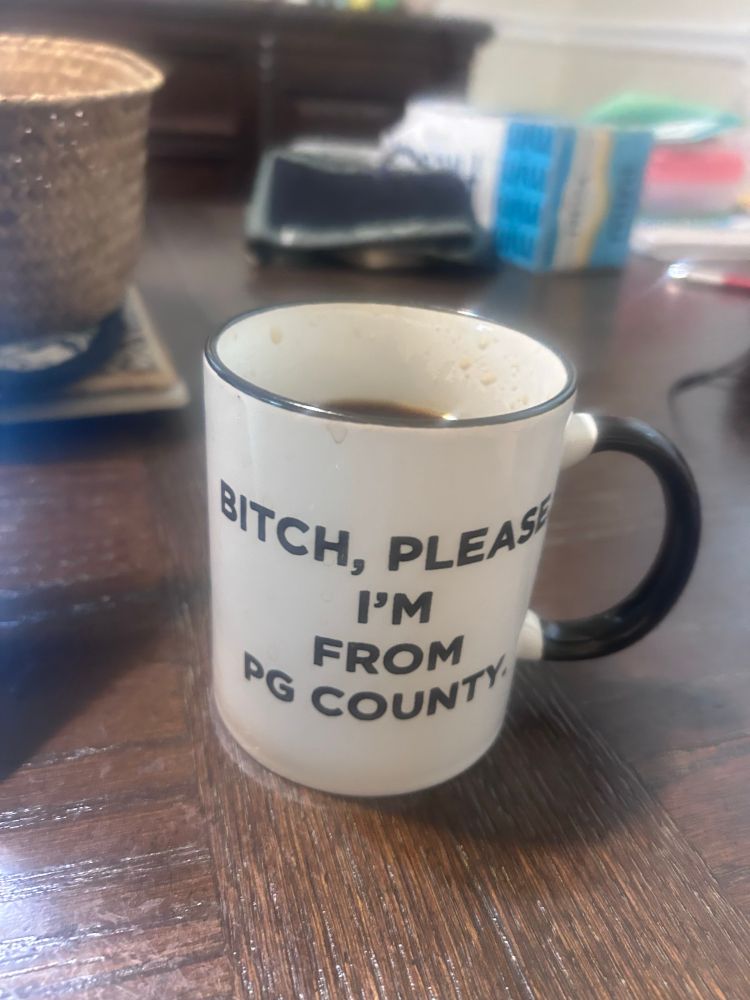 BITCH, PLEASE
I'M
FROM
PG COUNTY.